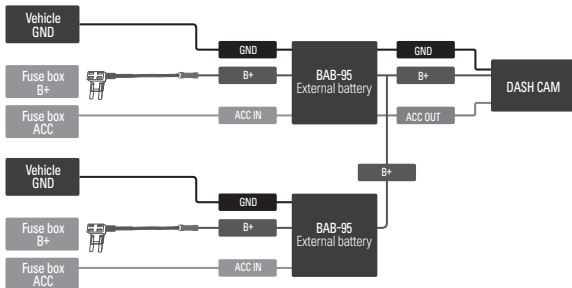 Vehicle
GND
GND
GND
Fuse box
B+
B+
BAB-95
External battery
B+
DASH CAM
Fuse box
ACC
ACC IN
ACC OUT
B+
Vehicle
GND
GND
Fuse box
B+
B+
BAB-95
External battery
Fuse box
ACC
ACC IN